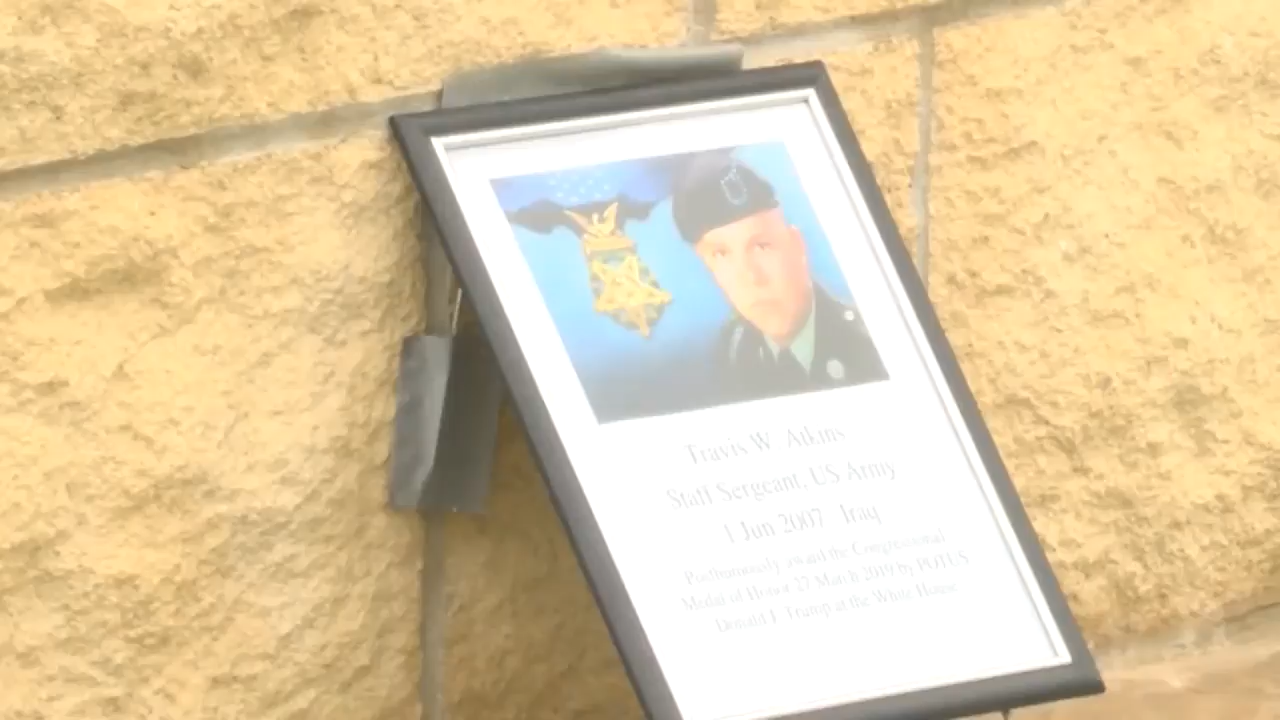 Travis W. Atkins
Staff Sergeant, US Army
1 Jun 2007 Iraq
Posthumously award the Congressional
Medal of Honor 27 March 2019 by POTUS
Donald J. Trump at the White House